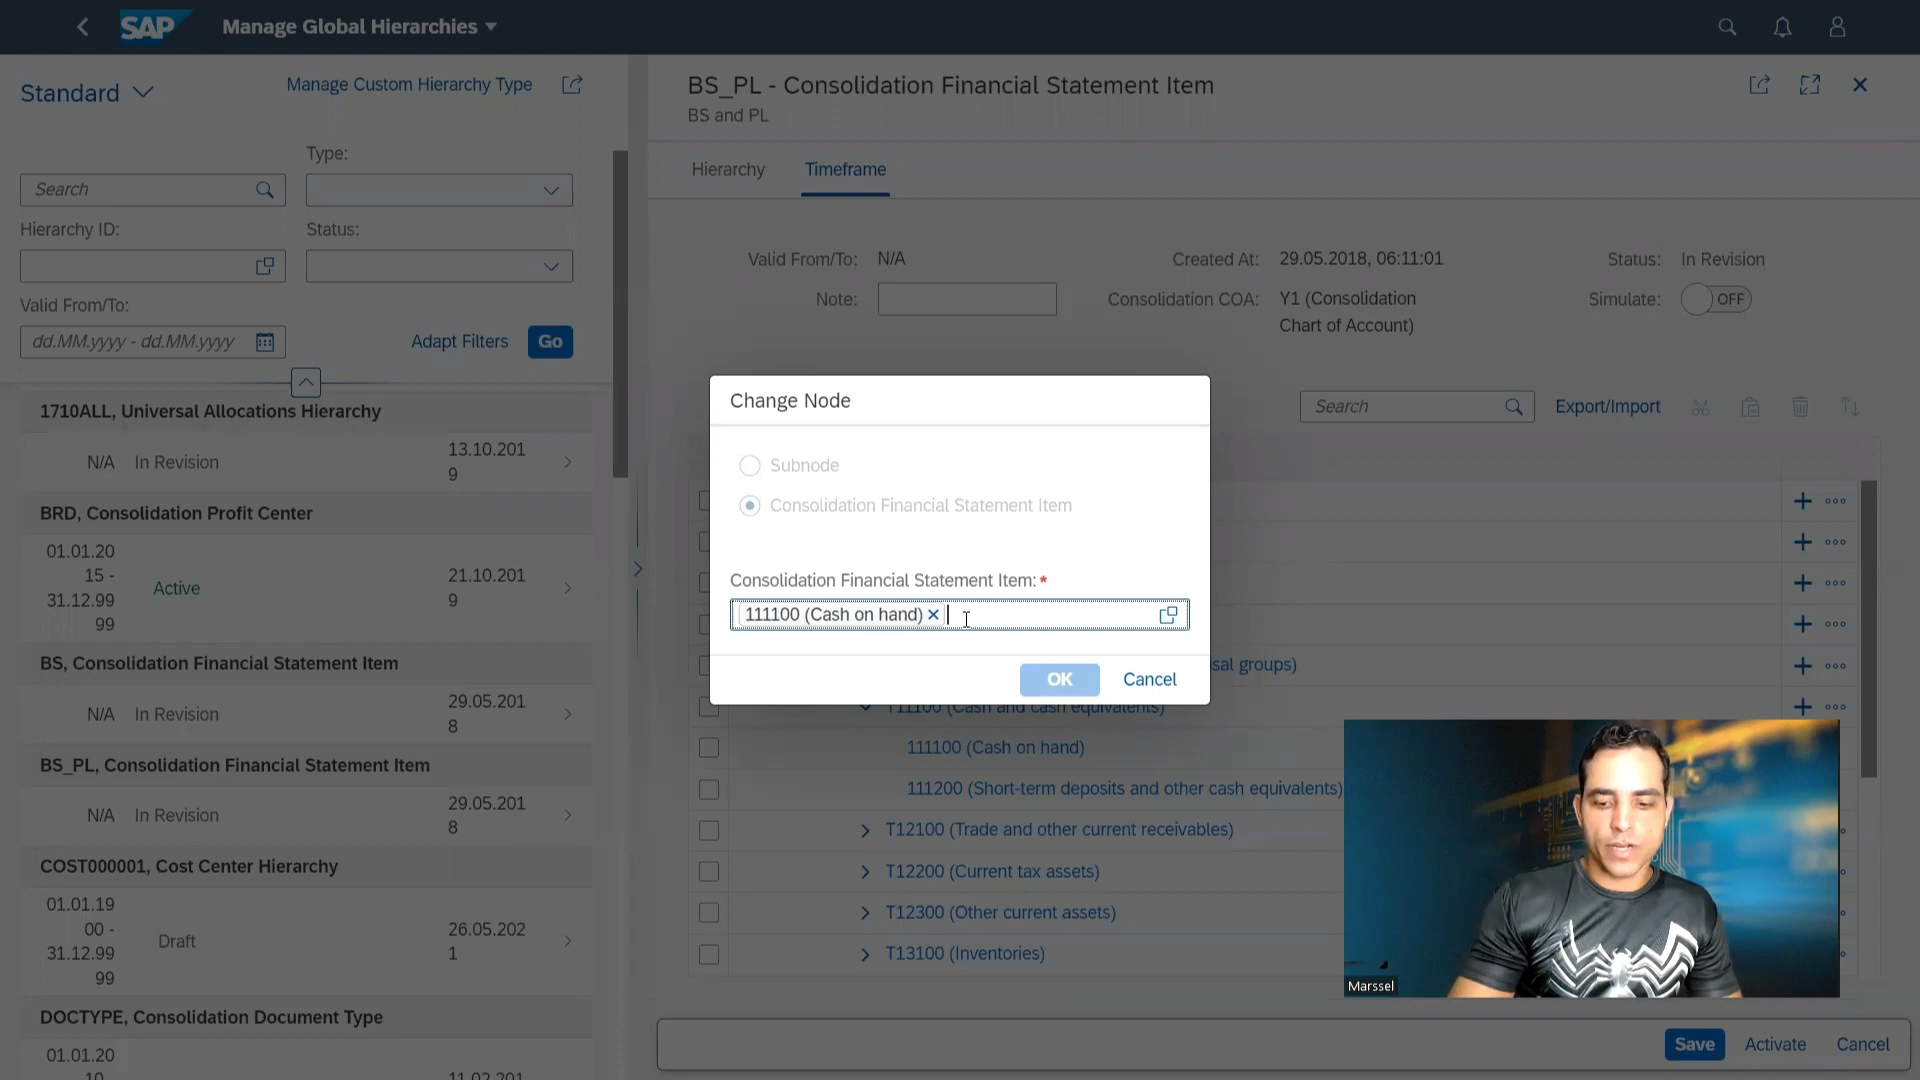 SAP
Manage Global Hierarchies
Standard
Manage Custom Hierarchy Type
Type:
Search
Hierarchy ID:
Status:
Valid From/To:
dd.MM.yyyy - dd.MM.yyyy
Adapt Filters
Go
1710ALL, Universal Allocations Hierarchy
N/A
In Revision
13.10.201
9
BRD, Consolidation Profit Center
01.01.20
15 -
31.12.99
99
Active
21.10.201
9
BS, Consolidation Financial Statement Item
N/A
In Revision
29.05.201
8
BS_PL, Consolidation Financial Statement Item
N/A
In Revision
29.05.201
8
COST000001, Cost Center Hierarchy
01.01.19
00 -
31.12.99
99
Draft
26.05.202
1
DOCTYPE, Consolidation Document Type
01.01.20
BS_PL - Consolidation Financial Statement Item
BS and PL
Hierarchy
Timeframe
Valid From/To: N/A
Created At: 29.05.2018, 06:11:01
Status: In Revision
Note:
Consolidation COA: Y1 (Consolidation
Chart of Account)
Simulate: OFF
Search
Export/Import
Change Node
Subnode
Consolidation Financial Statement Item
Consolidation Financial Statement Item: *
111100 (Cash on hand)
OK
Cancel
sal groups)
T11100 (Cash and cash equivalents)
111100 (Cash on hand)
111200 (Short-term deposits and other cash equivalents)
T12100 (Trade and other current receivables)
T12200 (Current tax assets)
T12300 (Other current assets)
T13100 (Inventories)
Marssel
Save
Activate
Cancel